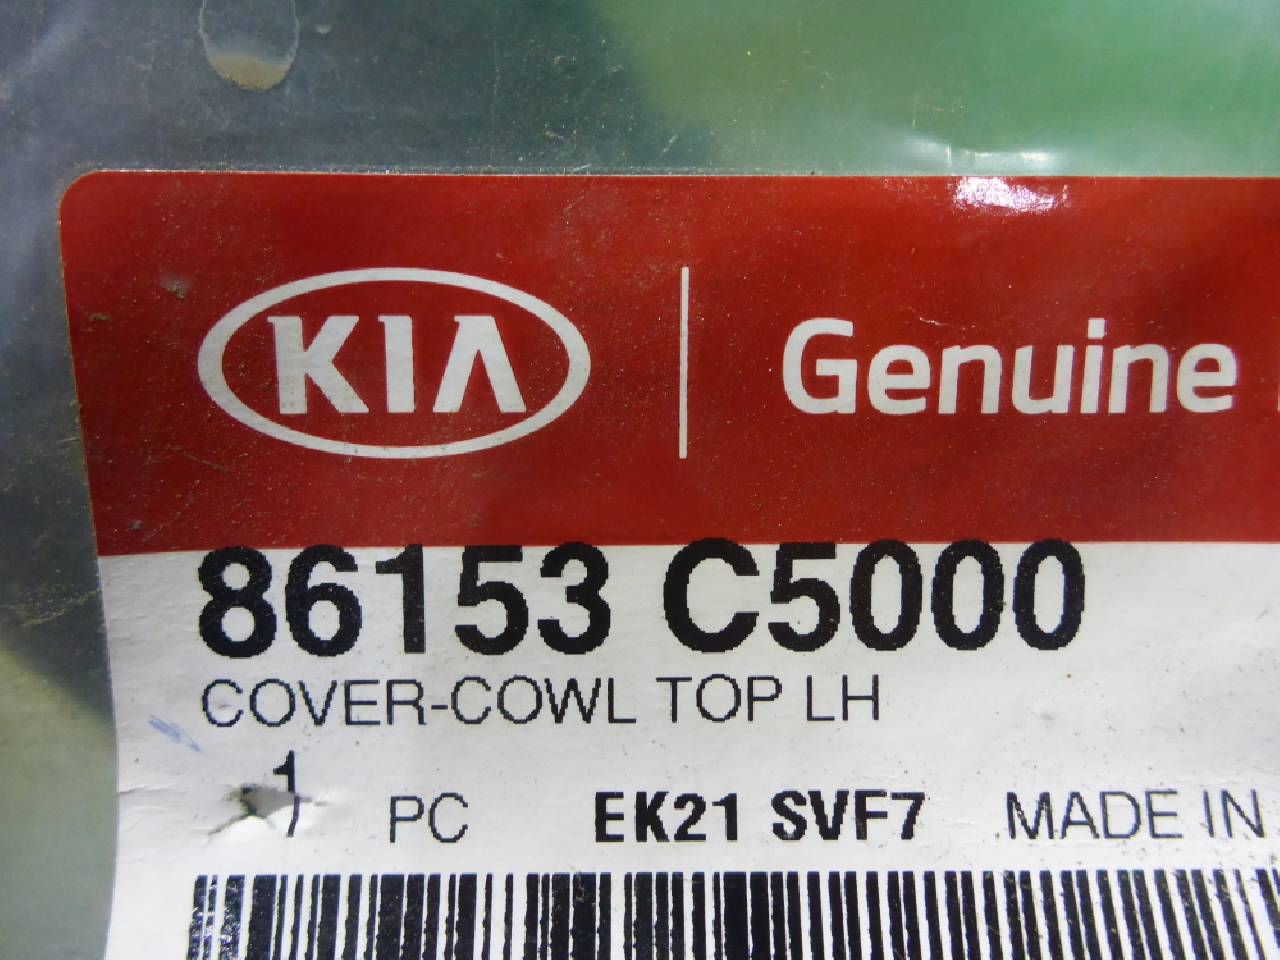 KIA Genuine
86153 C5000
COVER-COWL TOP LH
1 PC EK21 SVF7 MADE IN